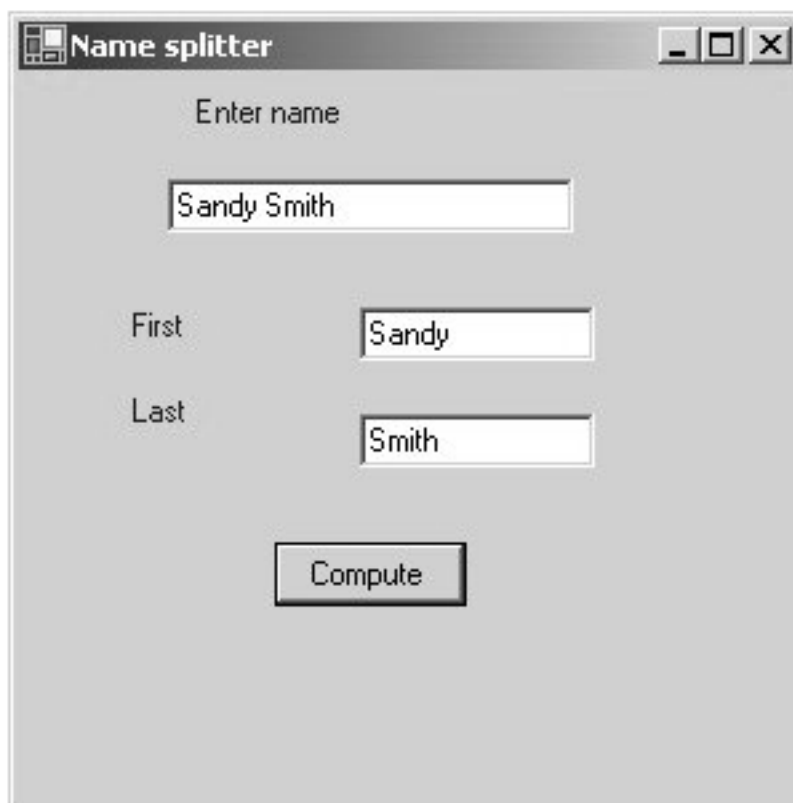 Name splitter
Enter name
Sandy Smith
First
Sandy
Last
Smith
Compute